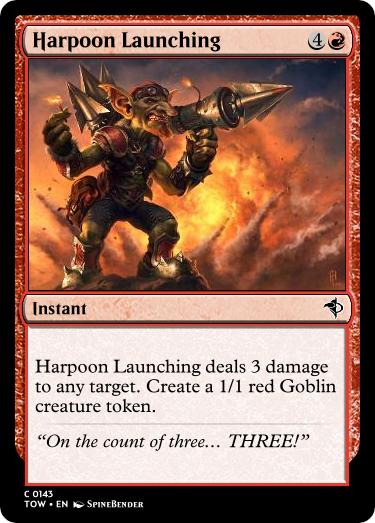 Harpoon Launching 4
Instant
Harpoon Launching deals 3 damage
to any target. Create a 1/1 red Goblin
creature token.
“On the count of three… THREE!”
C 0143
TOW • EN SpineBender